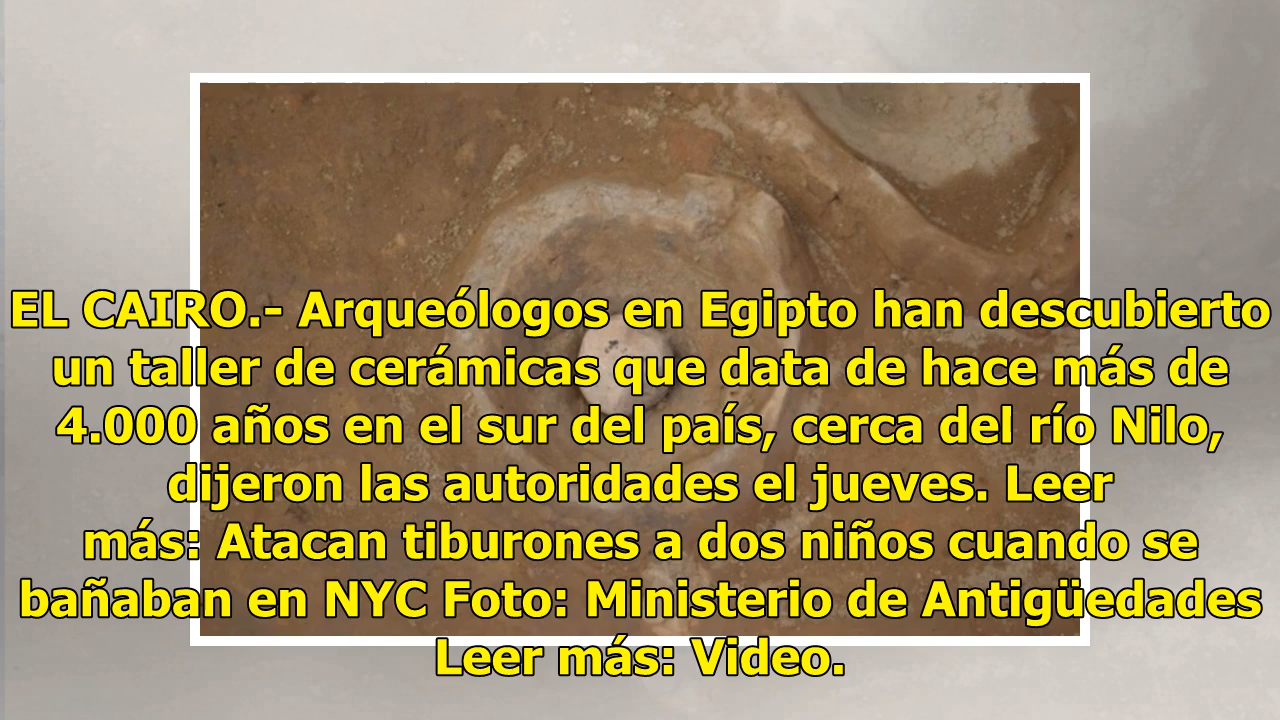 EL CAIRO.- Arqueólogos en Egipto han descubierto
un taller de cerámicas que data de hace más de
4.000 años en el sur del país, cerca del río Nilo,
dijeron las autoridades el jueves. Leer
más: Atacan tiburones a dos niños cuando se
bañaban en NYC Foto: Ministerio de Antigüedades
Leer más: Video.